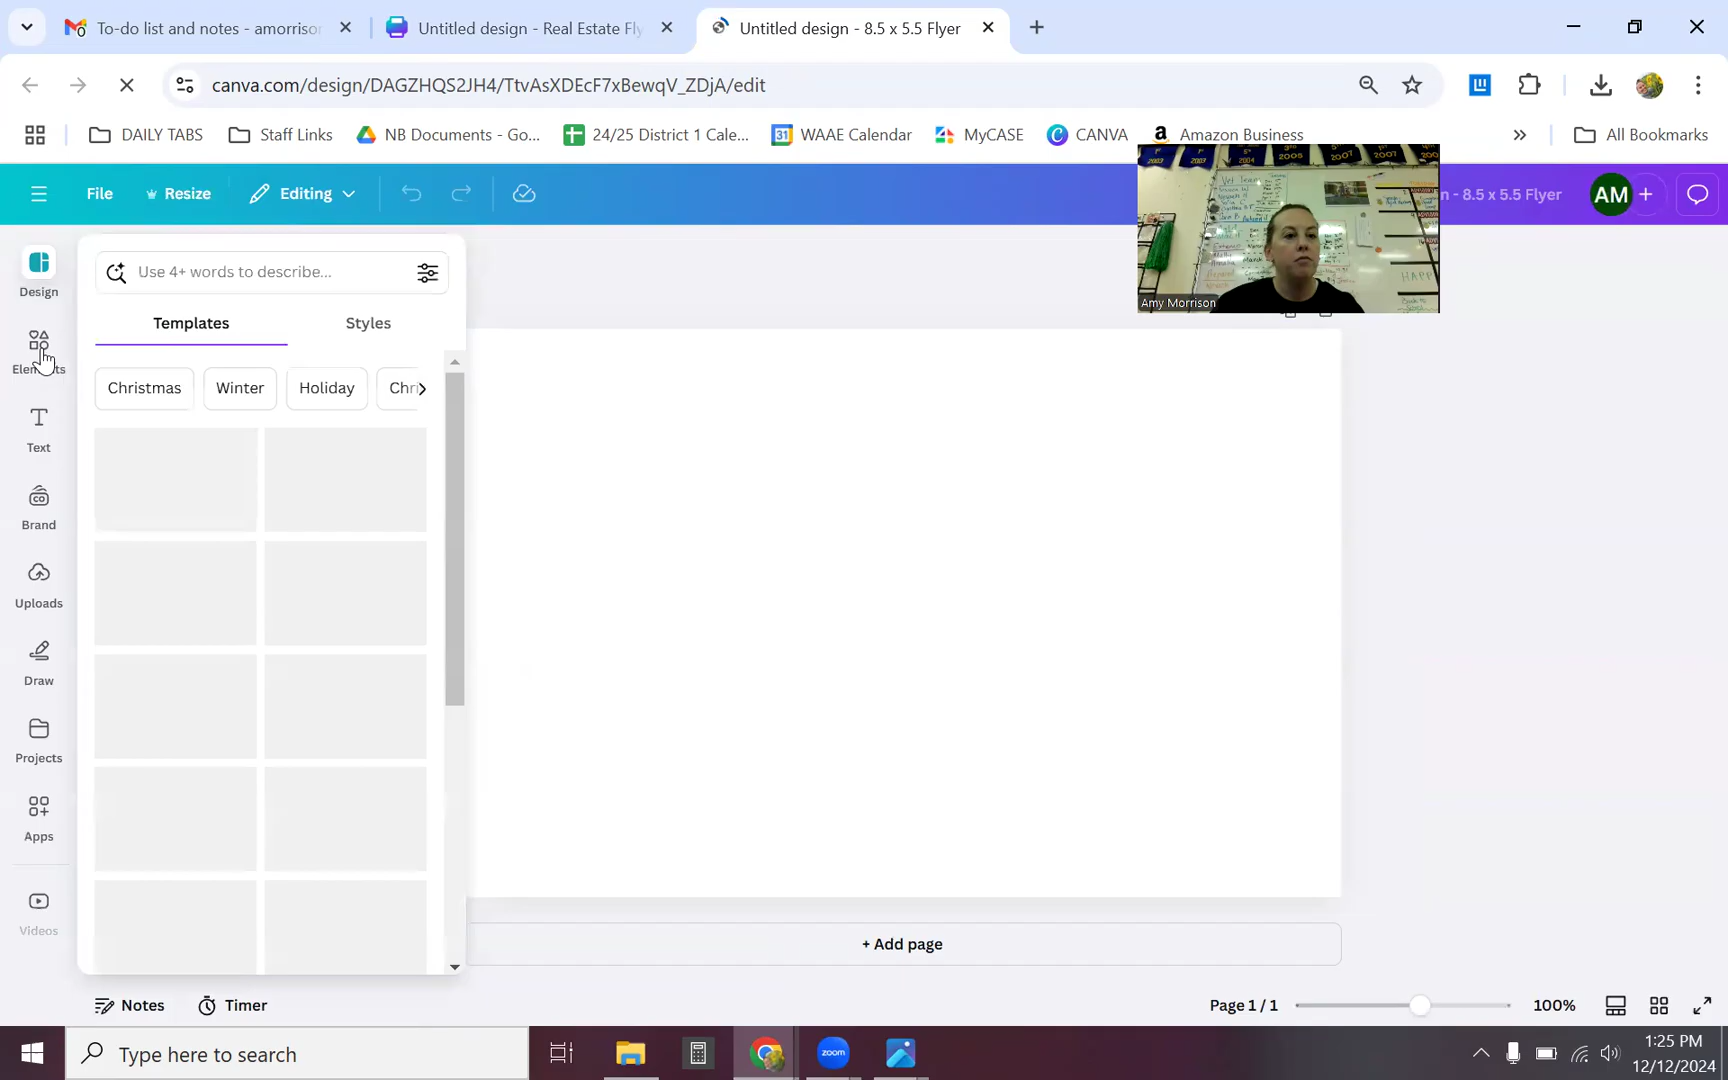 To-do list and notes - amorrisor
Untitled design - Real Estate Fly
Untitled design - 8.5 x 5.5 Flyer
canva.com/design/DAGZHQS2JH4/TtvAsXDEcF7xBewqV_ZDjA/edit
DAILY TABS
Staff Links
NB Documents - Go...
24/25 District 1 Cale...
WAAE Calendar
MyCASE
CANVA
Amazon Business
All Bookmarks
File
Resize
Editing
n - 8.5 x 5.5 Flyer
AM
Amy Morrison
Design
Elements
Text
Brand
Uploads
Draw
Projects
Apps
Videos
Use 4+ words to describe...
Templates
Styles
Christmas
Winter
Holiday
Chri
+ Add page
Notes
Timer
Page 1 / 1
100%
Type here to search
zoom
1:25 PM
12/12/2024